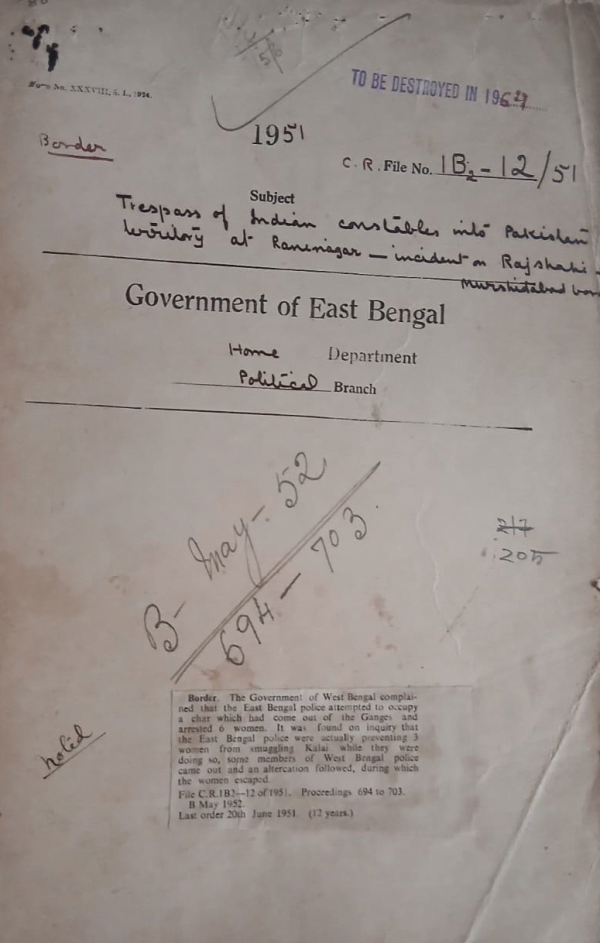 TO BE DESTROYED IN 1964
Form No. XXXVIII, S. I., 1924.
1951
Border
C. R. File No. 1B2-12/51
Subject
Trespass of Indian constables into Pakistan
territory at Raninagar - incident on Rajshahi -
Murshidabad
Government of East Bengal
Home Department
Political Branch
B- May-52
694-703
217
205
noted
Border. The Government of West Bengal complai-
ned that the East Bengal police attempted to occupy
a char which had come out of the Ganges and
arrested 6 women. It was found on inquiry that
the East Bengal police were actually preventing 3
women from smuggling Kalai while they were
doing so, some members of West Bengal police
came out and an altercation followed, during which
the women escaped.
File C.R.1B2-12 of 1951. Proceedings 694 to 703.
B May 1952.
Last order 20th June 1951. (12 years.)